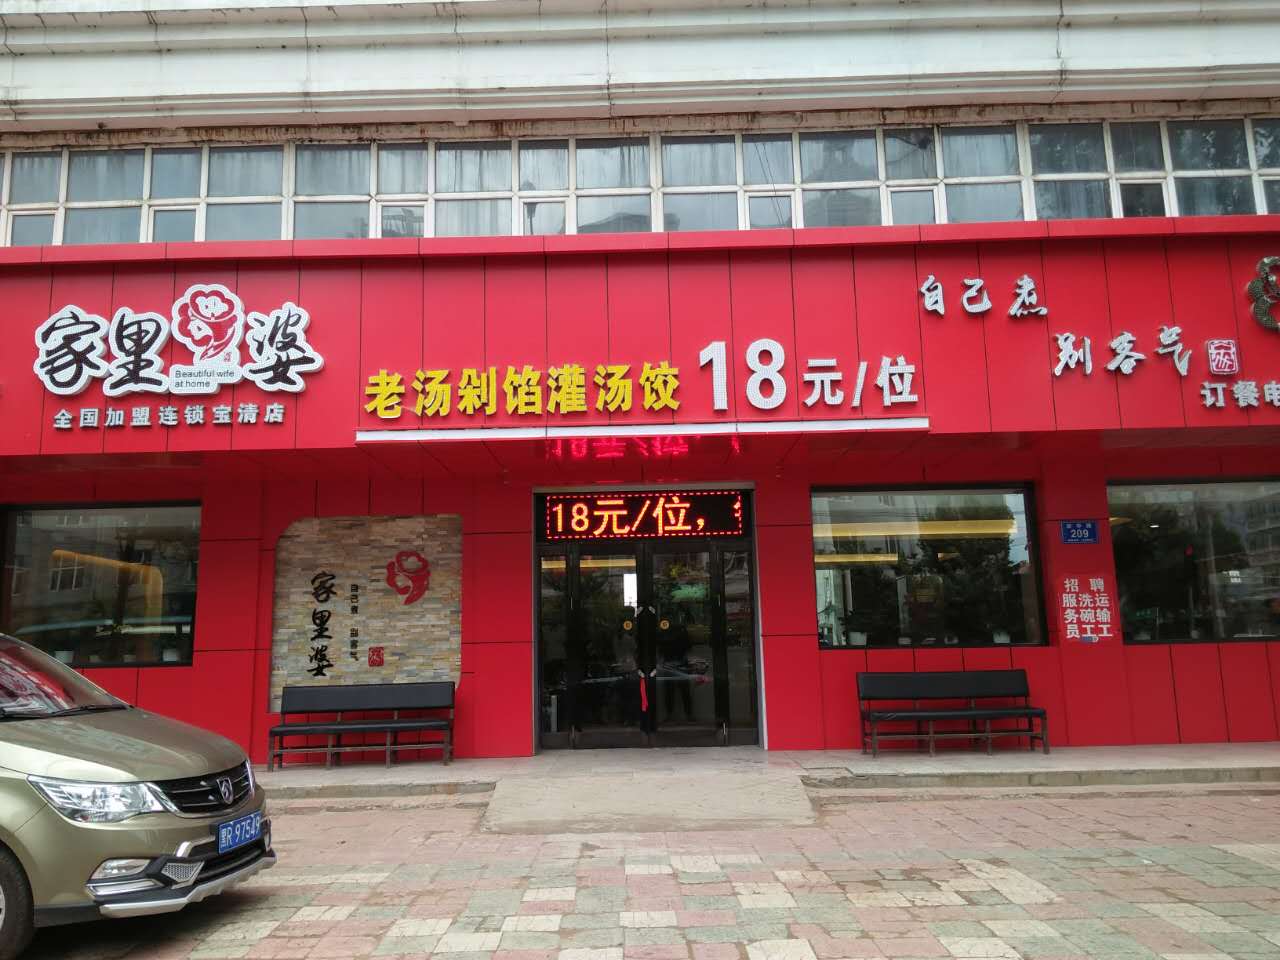 家里婆
Beautiful wife
at home
全国加盟连锁宝清店
老汤剁馅灌汤饺 18元/位
自己煮
别客气
订餐电
18元/位,
家里婆
自己煮 别客气
209
招聘
服务员
洗碗工
运输工
黑R 97549